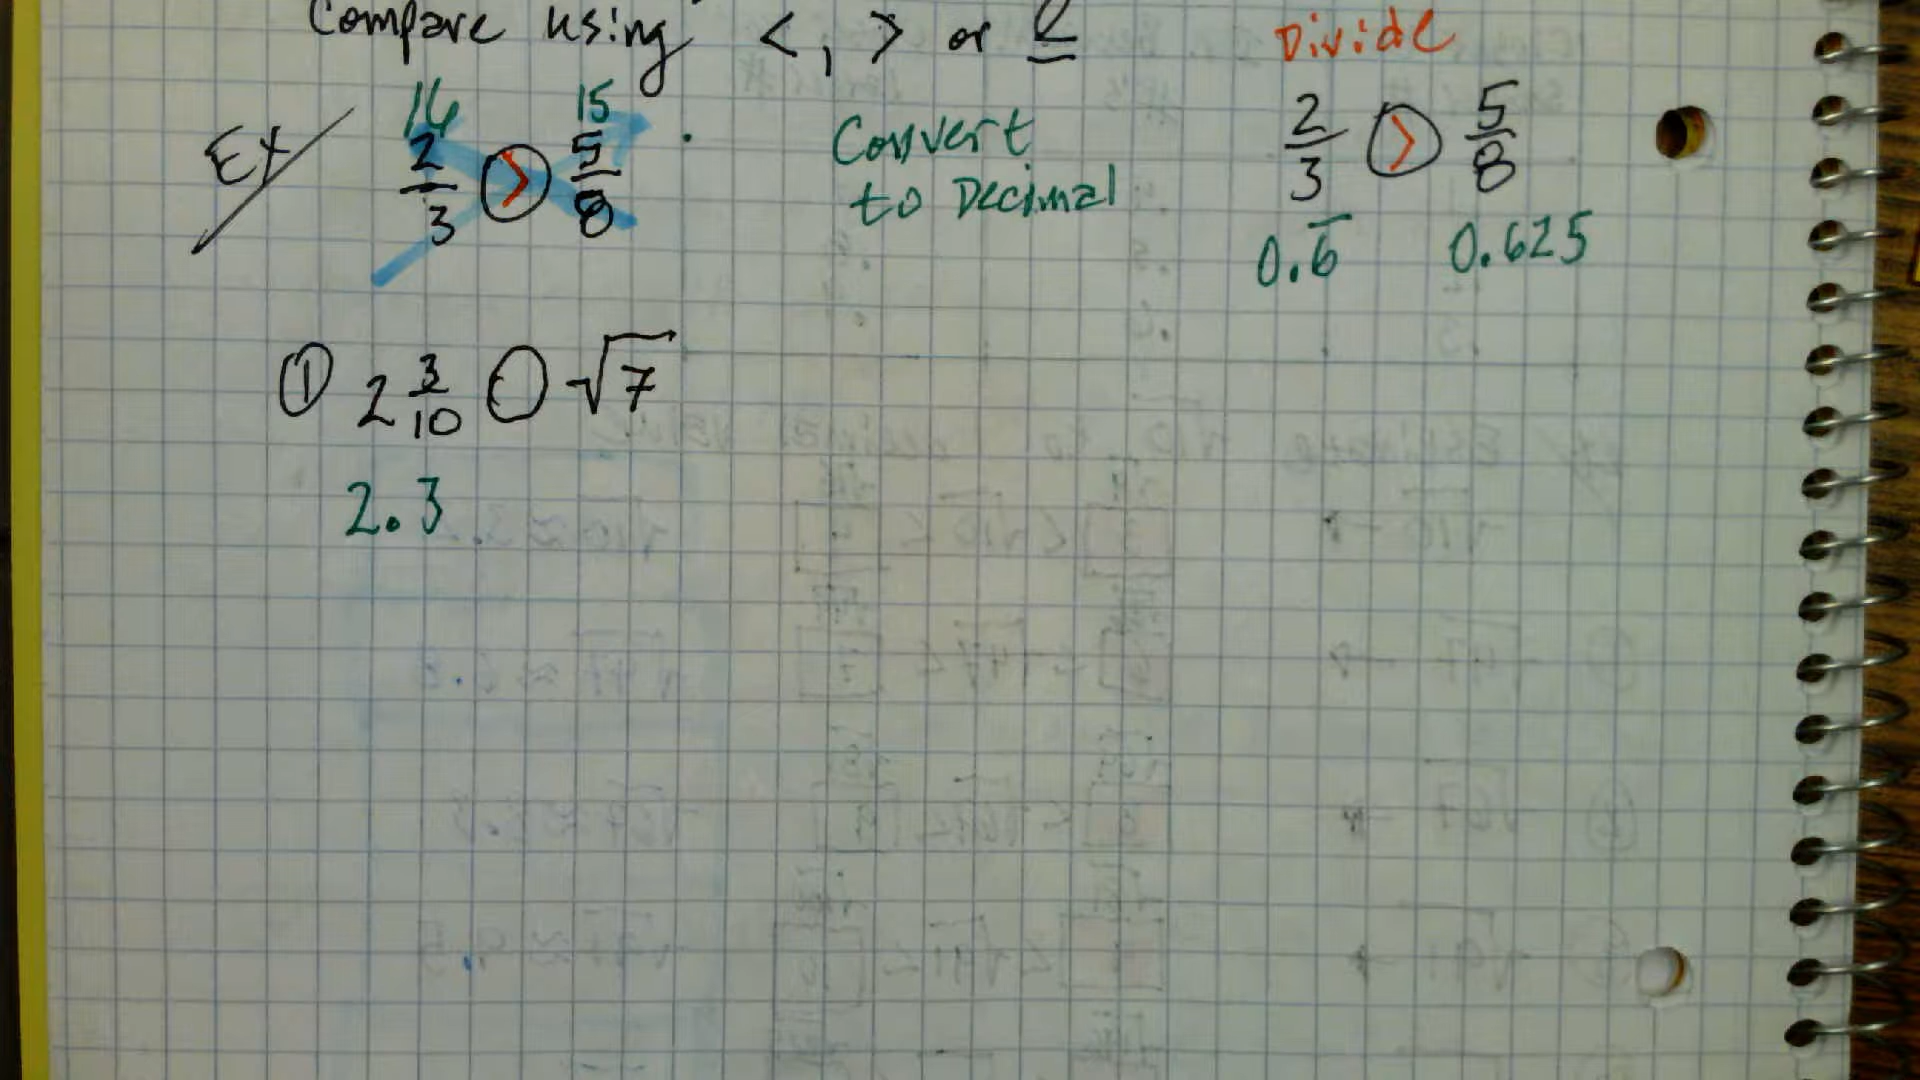 Compare using <, > or =
Divide
16 15
Ex 2/3 > 5/8
Convert
to Decimal
2/3 > 5/8
0.6̅ 0.625
① 2 3/10 ○ √7
2.3